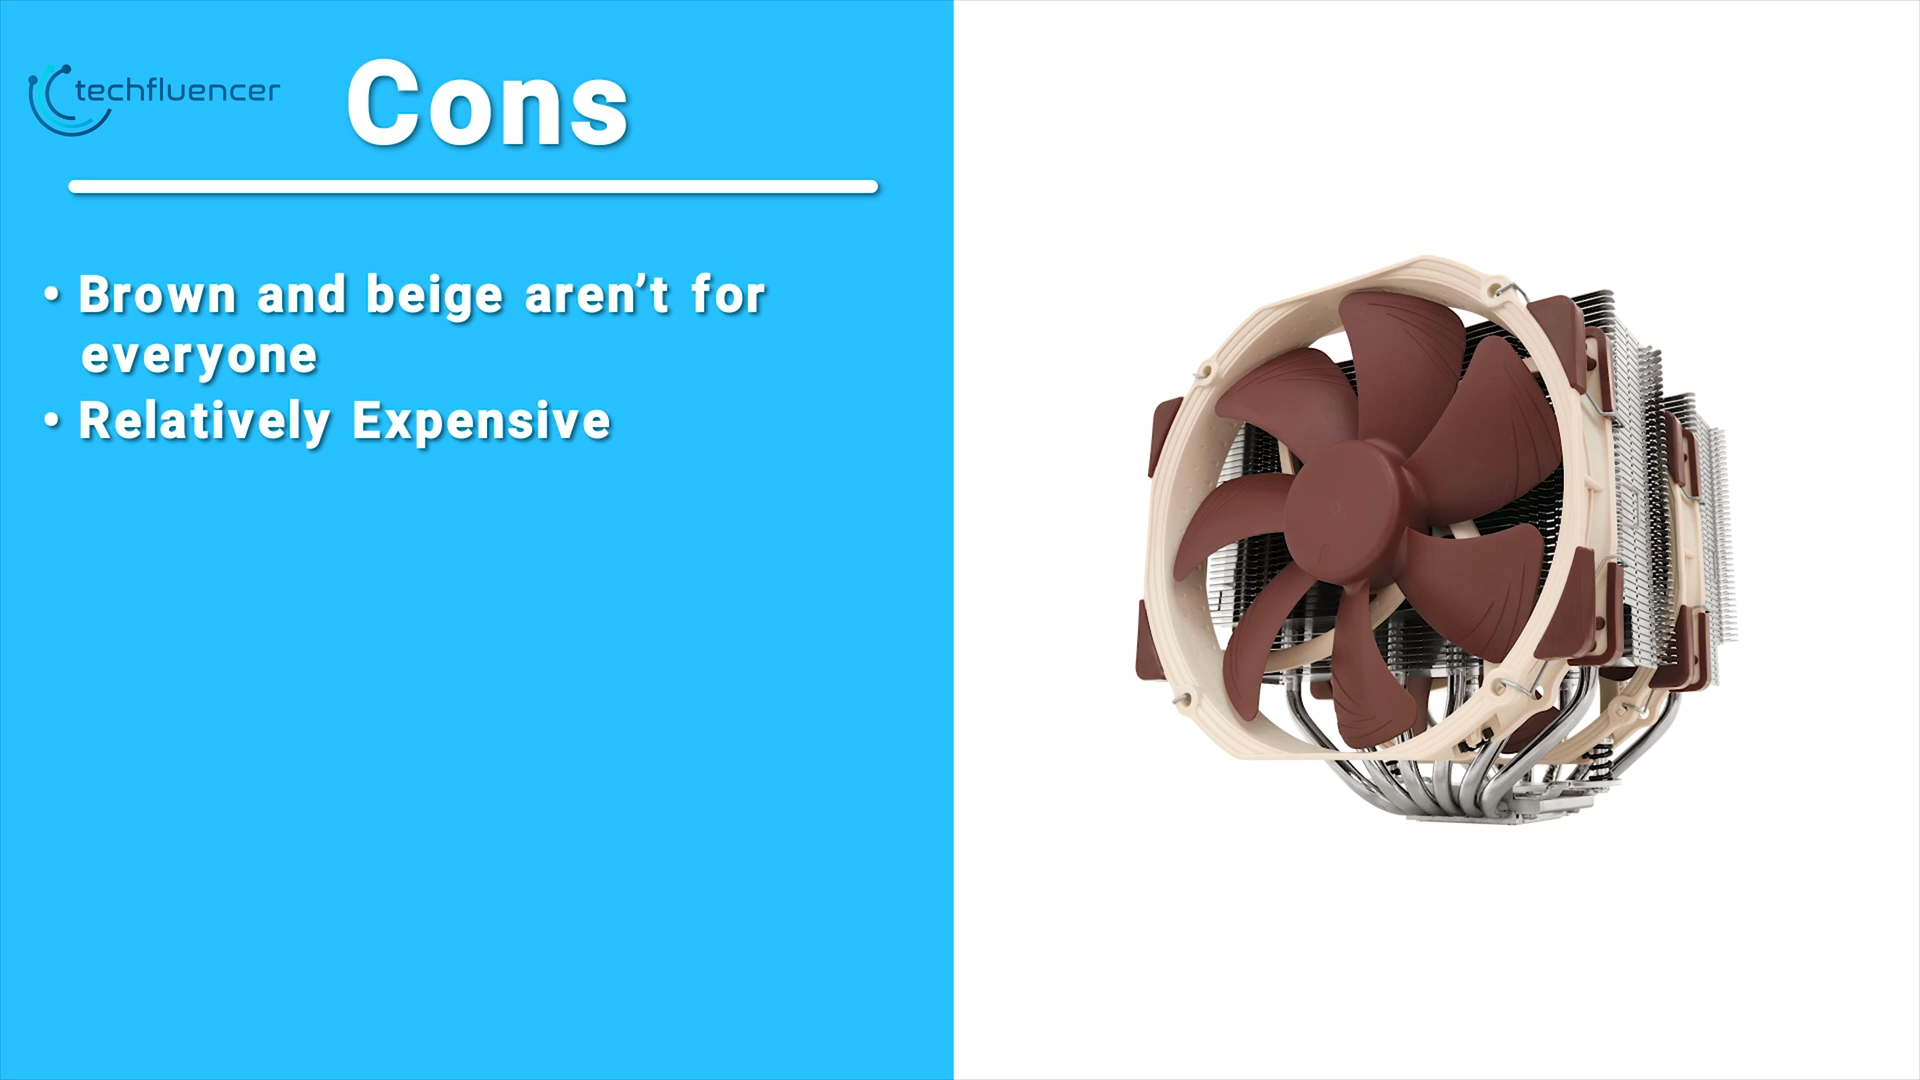 techfluencer
Cons
• Brown and beige aren’t for
everyone
• Relatively Expensive